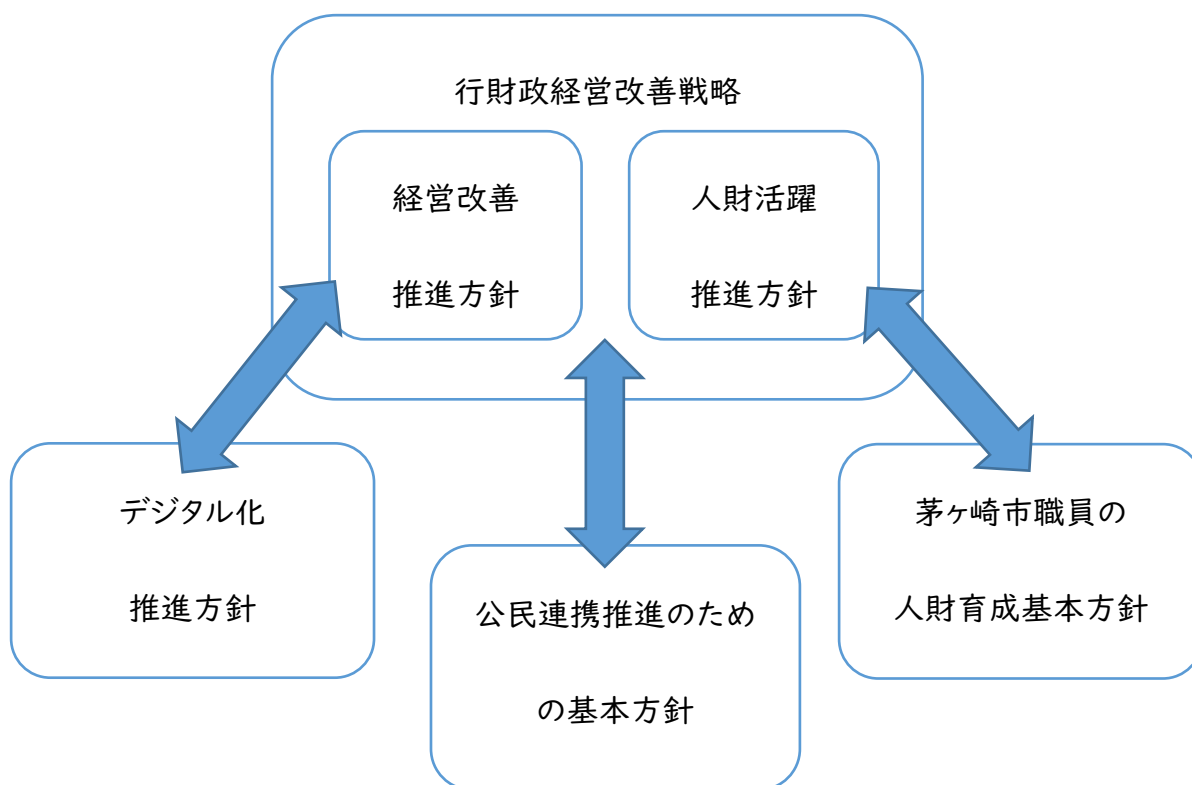 行財政経営改善戦略
経営改善
推進方針
人財活躍
推進方針
デジタル化
推進方針
公民連携推進のため
の基本方針
茅ヶ崎市職員の
人財育成基本方針